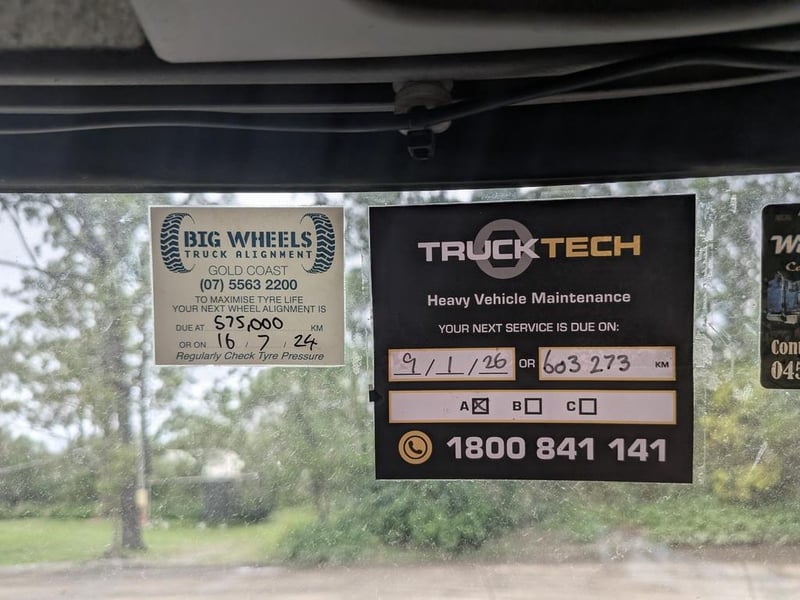 BIG WHEELS
TRUCK ALIGNMENT
GOLD COAST
(07) 5563 2200
TO MAXIMISE TYRE LIFE
YOUR NEXT WHEEL ALIGNMENT IS
DUE AT 575,000 KM
OR ON 16 / 7 / 24
Regularly Check Tyre Pressure
TRUCKTECH
Heavy Vehicle Maintenance
YOUR NEXT SERVICE IS DUE ON:
9/1/26 OR 603 273 KM
A☒ B☐ C☐
1800 841 141